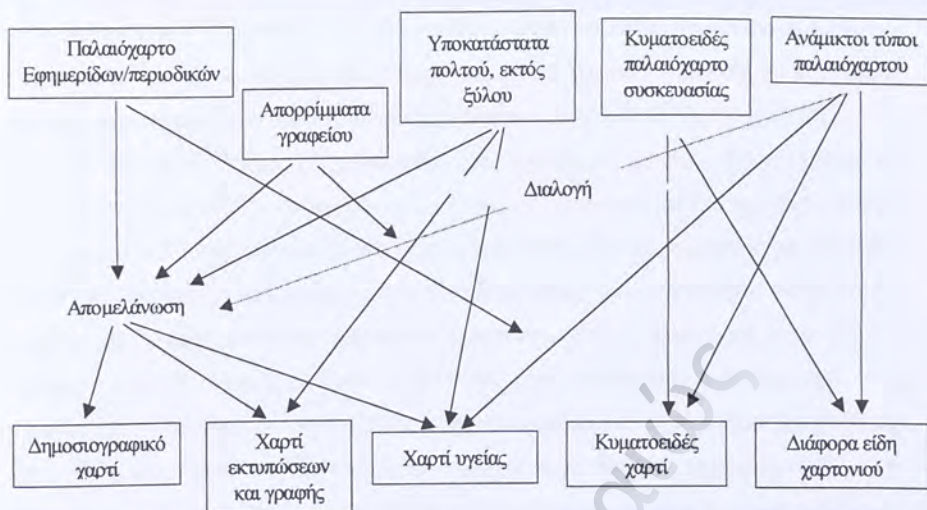 Παλαιόχαρτο
Εφημερίδων/περιοδικών
Απορρίμματα
γραφείου
Υποκατάστατα
πολτού, εκτός
ξύλου
Κυματοειδές
παλαιόχαρτο
συσκευασίας
Ανάμικτοι τύποι
παλαιόχαρτου
Διαλογή
Απομελάνωση
Δημοσιογραφικό
χαρτί
Χαρτί
εκτυπώσεων
και γραφής
Χαρτί υγείας
Κυματοειδές
χαρτί
Διάφορα είδη
χαρτονιού